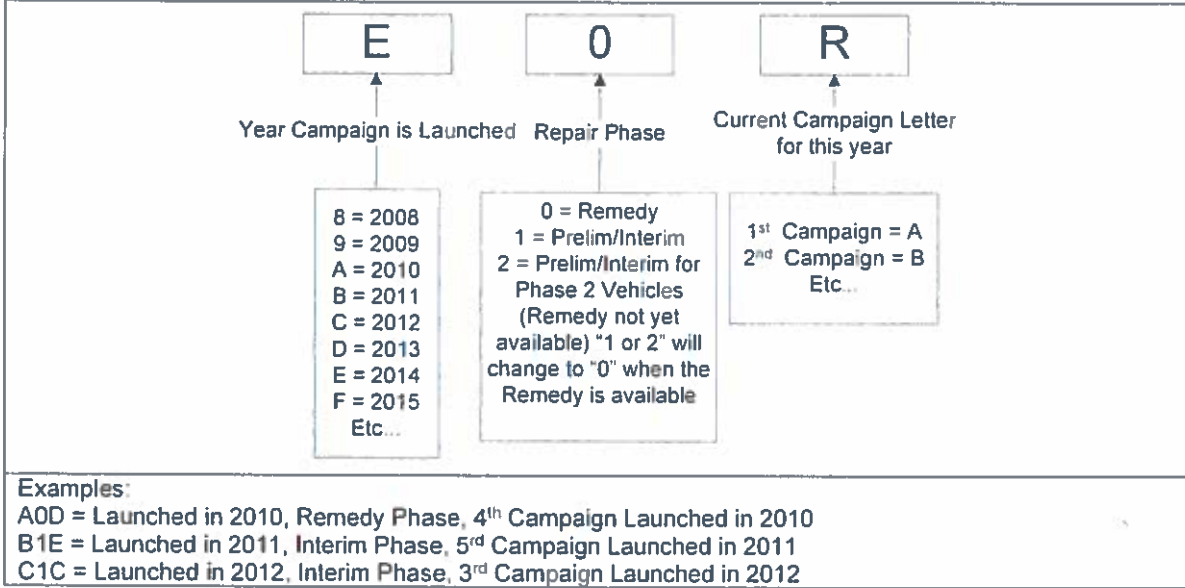 E 0 R
Year Campaign is Launched
Repair Phase
Current Campaign Letter
for this year
8 = 2008
9 = 2009
A = 2010
B = 2011
C = 2012
D = 2013
E = 2014
F = 2015
Etc...
0 = Remedy
1 = Prelim/Interim
2 = Prelim/Interim for
Phase 2 Vehicles
(Remedy not yet
available) “1 or 2” will
change to “0” when the
Remedy is available
1st Campaign = A
2nd Campaign = B
Etc...
Examples:
A0D = Launched in 2010, Remedy Phase, 4th Campaign Launched in 2010
B1E = Launched in 2011, Interim Phase, 5rd Campaign Launched in 2011
C1C = Launched in 2012, Interim Phase, 3rd Campaign Launched in 2012